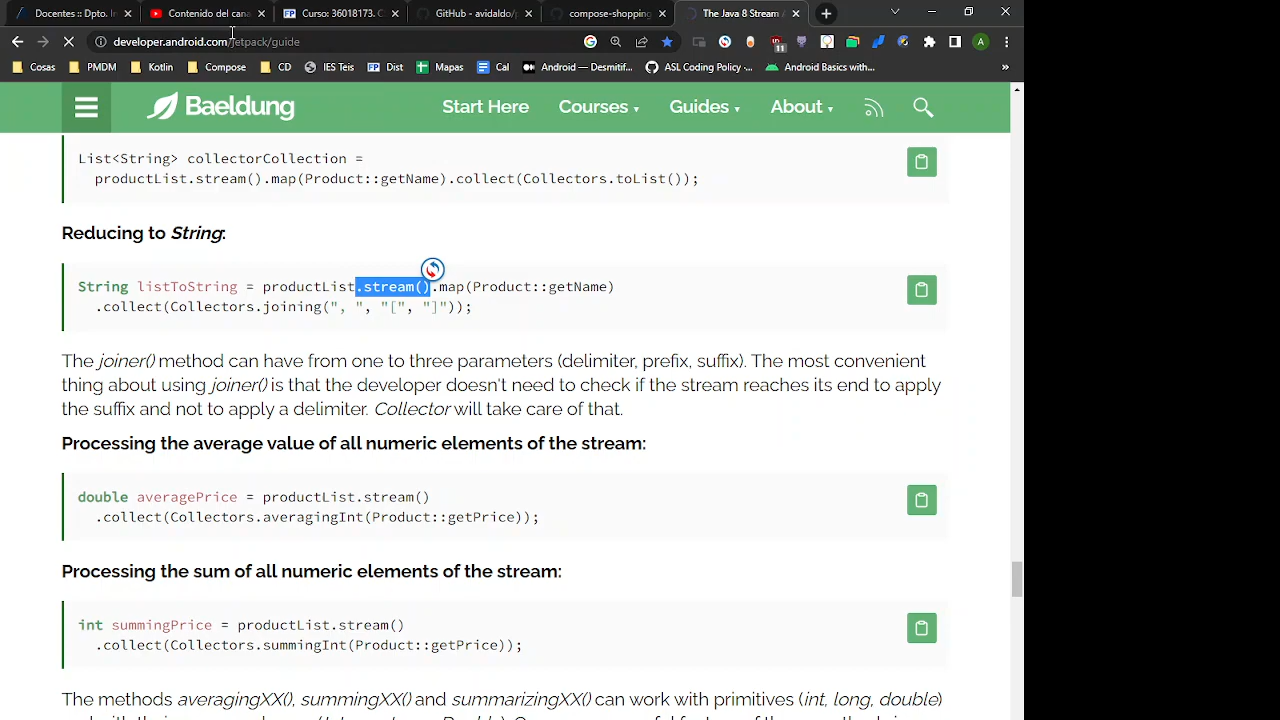 Docentes :: Dpto. In
Contenido del cana
FP Curso: 36018173. C
GitHub - avidaldo/p
compose-shopping
The Java 8 Stream A
developer.android.com/jetpack/guide
11
A
Cosas
PMDM
Kotlin
Compose
CD
IES Teis
FP Dist
Mapas
Cal
Android — Desmitif...
ASL Coding Policy -...
Android Basics with...
»
Baeldung
Start Here
Courses
Guides
About
List<String> collectorCollection =
productList.stream().map(Product::getName).collect(Collectors.toList());
Reducing to String:
String listToString = productList.stream().map(Product::getName)
.collect(Collectors.joining(", ", "[", "]"));
The joiner() method can have from one to three parameters (delimiter, prefix, suffix). The most convenient
thing about using joiner() is that the developer doesn't need to check if the stream reaches its end to apply
the suffix and not to apply a delimiter. Collector will take care of that.
Processing the average value of all numeric elements of the stream:
double averagePrice = productList.stream()
.collect(Collectors.averagingInt(Product::getPrice));
Processing the sum of all numeric elements of the stream:
int summingPrice = productList.stream()
.collect(Collectors.summingInt(Product::getPrice));
The methods averagingXX(), summingXX() and summarizingXX() can work with primitives (int, long, double)